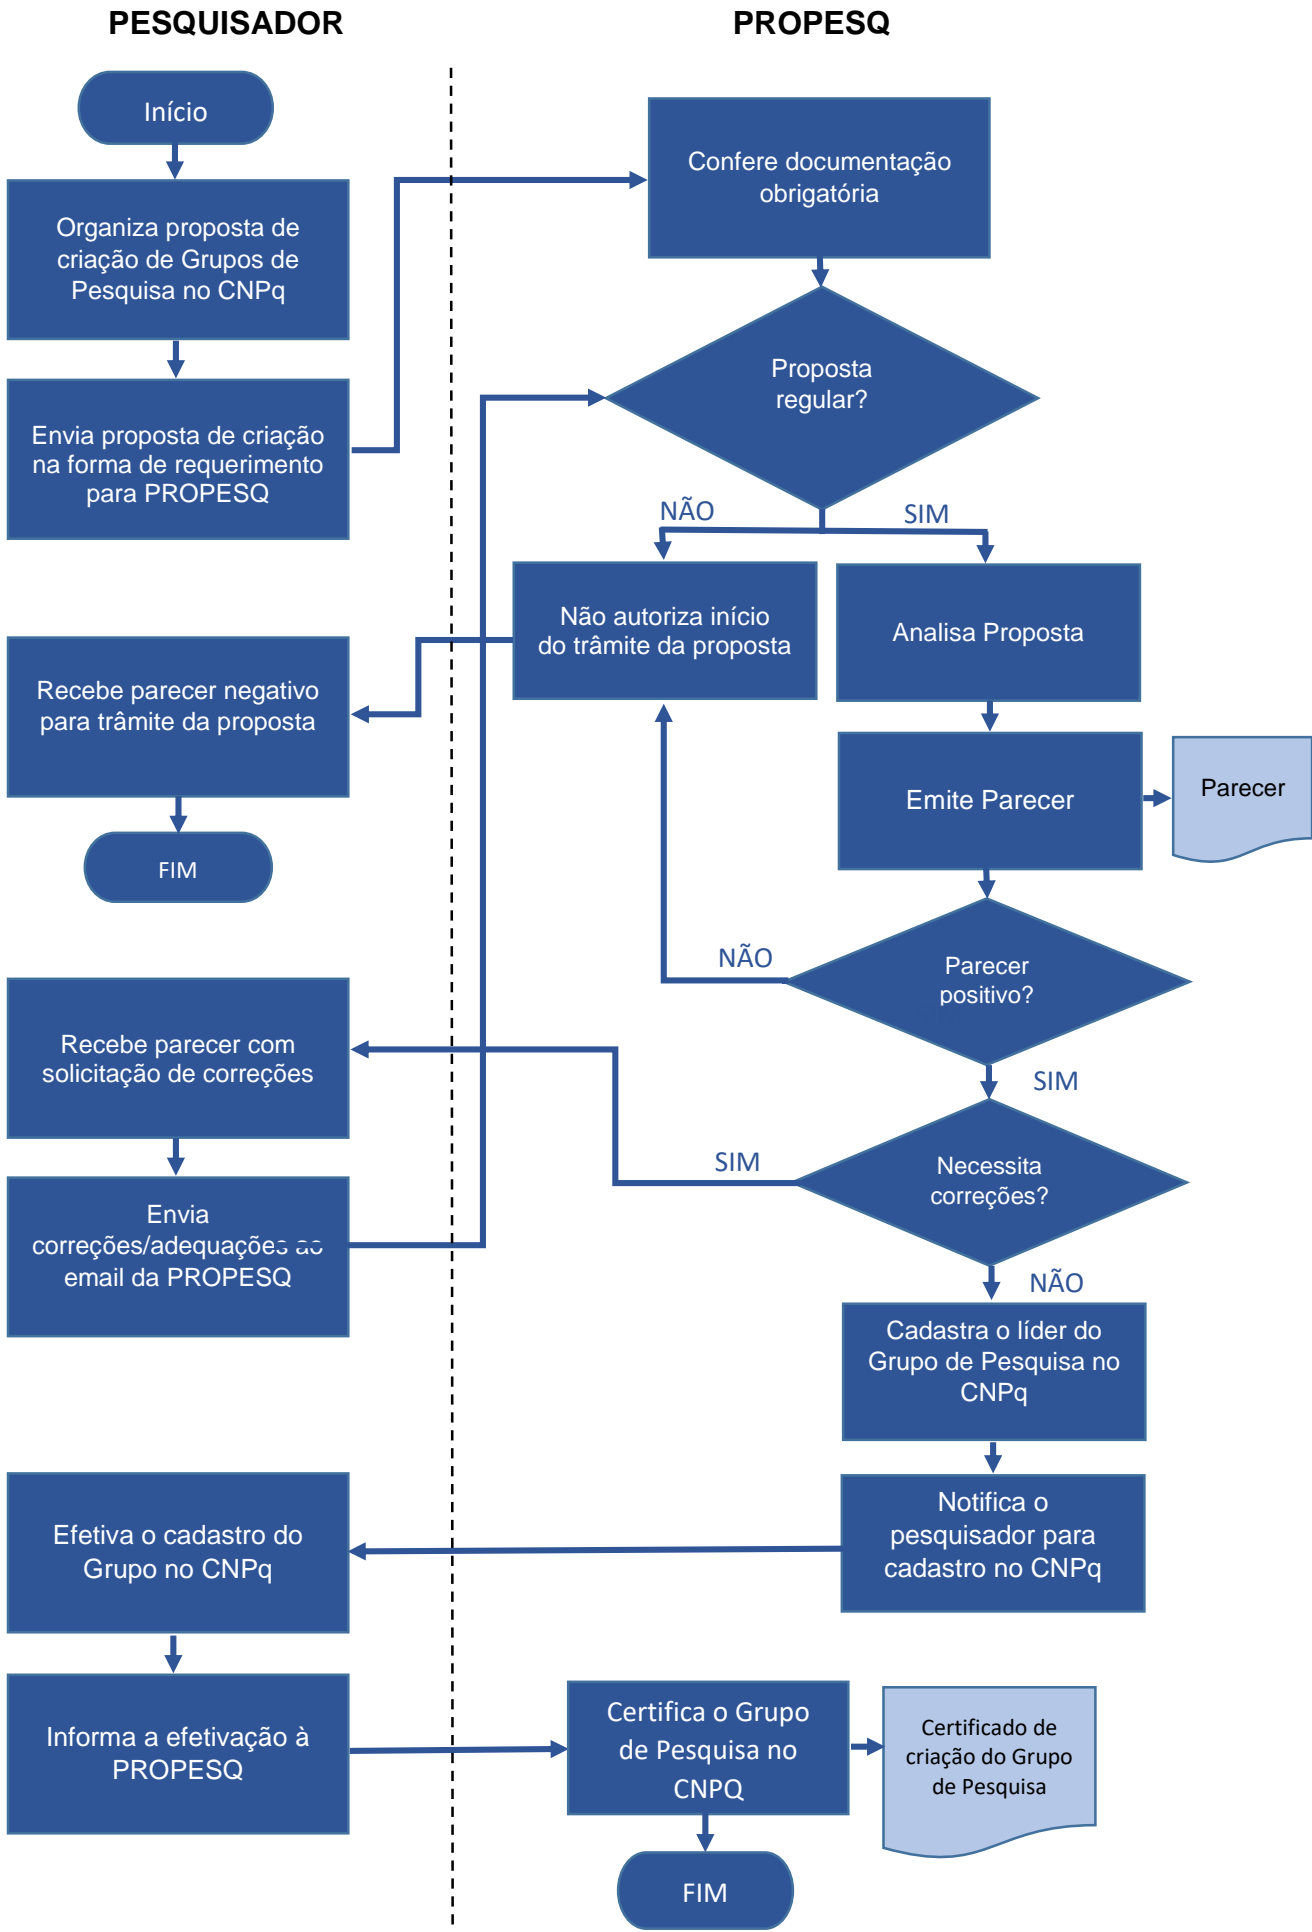 PESQUISADOR
PROPESQ
Início
Organiza proposta de
criação de Grupos de
Pesquisa no CNPq
Envia proposta de criação
na forma de requerimento
para PROPESQ
Confere documentação
obrigatória
Proposta
regular?
NÃO
SIM
Não autoriza início
do trâmite da proposta
Analisa Proposta
Recebe parecer negativo
para trâmite da proposta
FIM
Emite Parecer
Parecer
Parecer
positivo?
NÃO
SIM
Recebe parecer com
solicitação de correções
Envia
correções/adequações ao
email da PROPESQ
Necessita
correções?
SIM
NÃO
Cadastra o líder do
Grupo de Pesquisa no
CNPq
Notifica o
pesquisador para
cadastro no CNPq
Efetiva o cadastro do
Grupo no CNPq
Informa a efetivação à
PROPESQ
Certifica o Grupo
de Pesquisa no
CNPQ
Certificado de
criação do Grupo
de Pesquisa
FIM